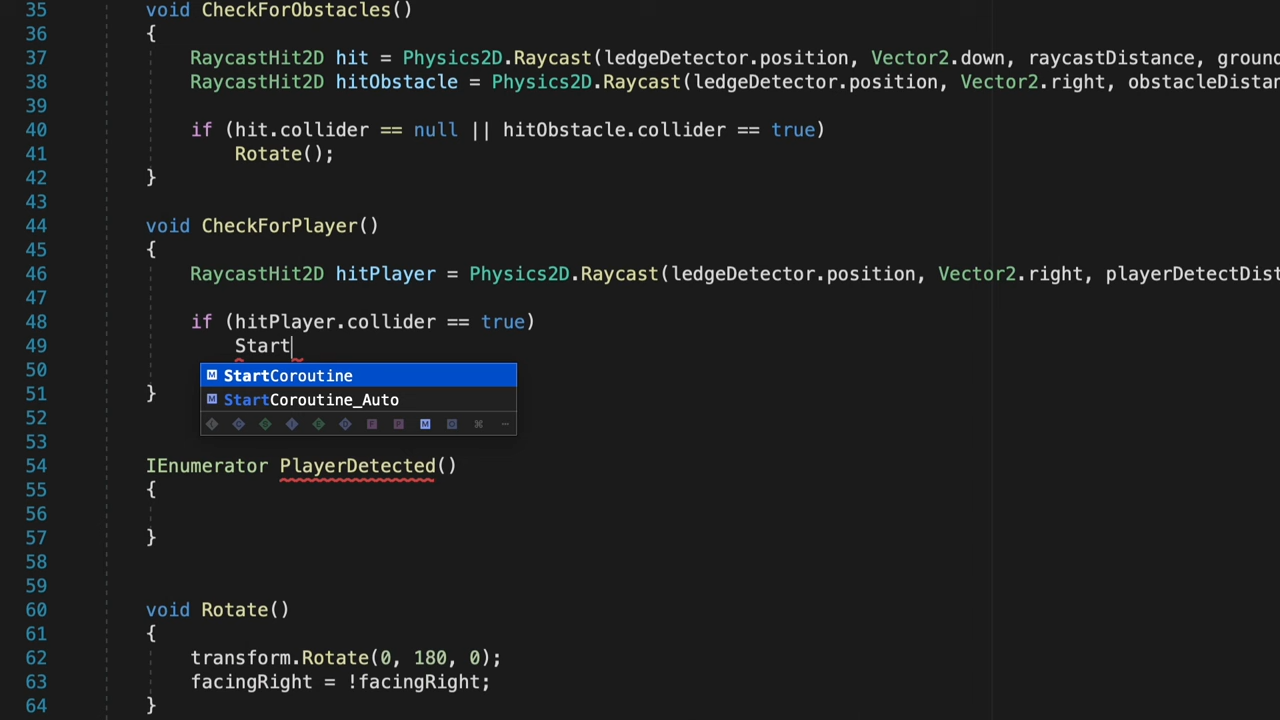 35 void CheckForObstacles()
36 {
37 RaycastHit2D hit = Physics2D.Raycast(ledgeDetector.position, Vector2.down, raycastDistance, ground
38 RaycastHit2D hitObstacle = Physics2D.Raycast(ledgeDetector.position, Vector2.right, obstacleDistan
39
40 if (hit.collider == null || hitObstacle.collider == true)
41 Rotate();
42 }
43
44 void CheckForPlayer()
45 {
46 RaycastHit2D hitPlayer = Physics2D.Raycast(ledgeDetector.position, Vector2.right, playerDetectDist
47
48 if (hitPlayer.collider == true)
49 Start
StartCoroutine
50
StartCoroutine_Auto
51 }
52
53
54 IEnumerator PlayerDetected()
55 {
56
57 }
58
59
60 void Rotate()
61 {
62 transform.Rotate(0, 180, 0);
63 facingRight = !facingRight;
64 }